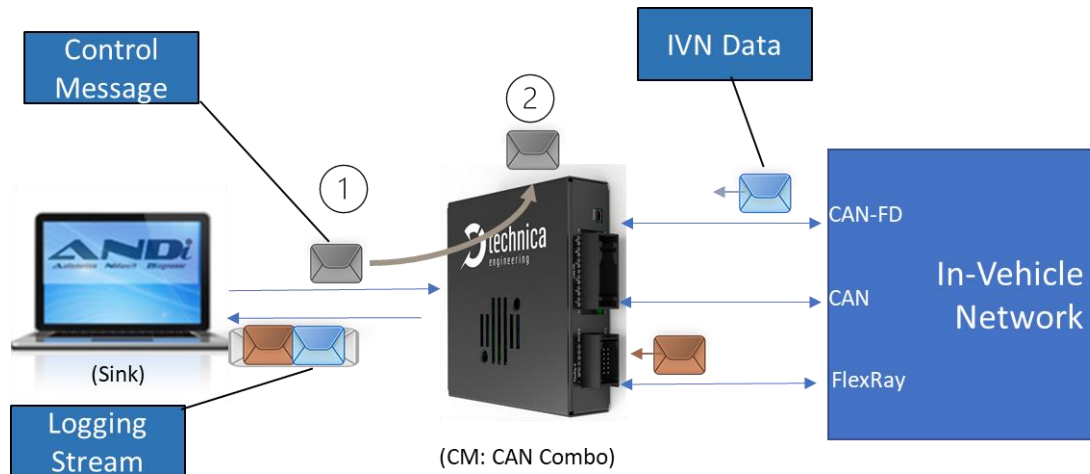 Control
Message
IVN Data
2
1
CAN-FD
technica
engineering
ANDi
CAN
In-Vehicle
Network
(Sink)
FlexRay
Logging
Stream
(CM: CAN Combo)